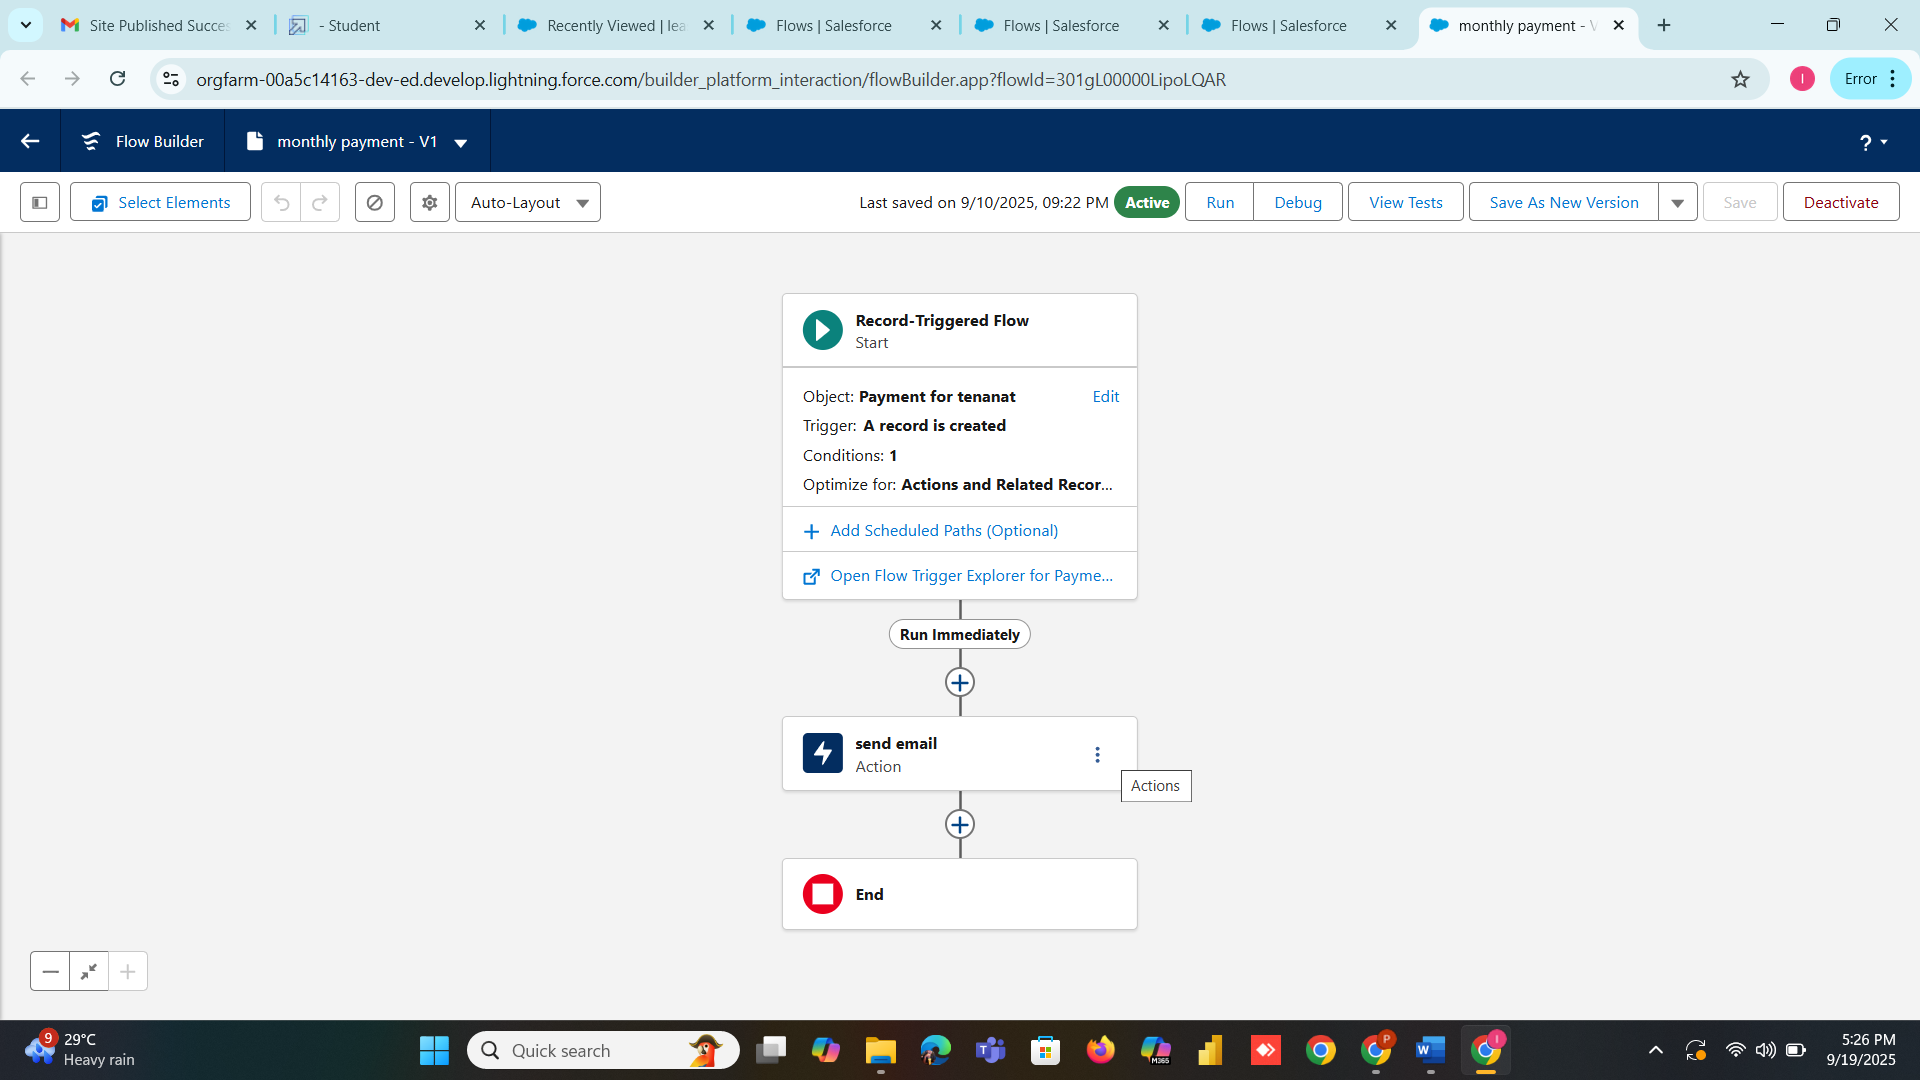 Site Published Succes
- Student
Recently Viewed | lea
Flows | Salesforce
Flows | Salesforce
Flows | Salesforce
monthly payment - V
orgfarm-00a5c14163-dev-ed.develop.lightning.force.com/builder_platform_interaction/flowBuilder.app?flowId=301gL00000LipoLQAR
I
Error
Flow Builder
monthly payment - V1
?
Select Elements
Auto-Layout
Last saved on 9/10/2025, 09:22 PM
Active
Run
Debug
View Tests
Save As New Version
Save
Deactivate
Record-Triggered Flow
Start
Object: Payment for tenanat
Edit
Trigger: A record is created
Conditions: 1
Optimize for: Actions and Related Recor...
Add Scheduled Paths (Optional)
Open Flow Trigger Explorer for Payme...
Run Immediately
send email
Action
Actions
End
9
29°C
Heavy rain
Quick search
M365
P
I
5:26 PM
9/19/2025